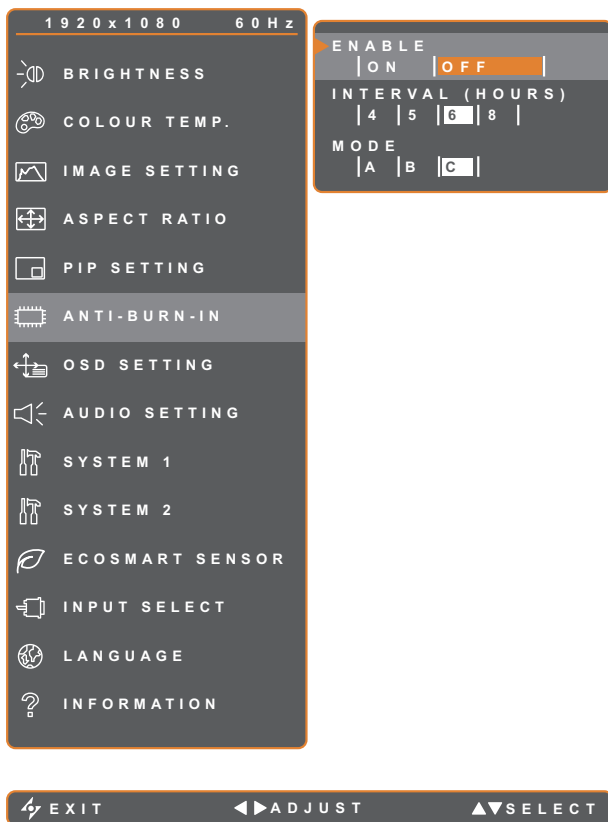 1920x1080 60Hz
BRIGHTNESS
COLOUR TEMP.
IMAGE SETTING
ASPECT RATIO
PIP SETTING
ANTI-BURN-IN
OSD SETTING
AUDIO SETTING
SYSTEM 1
SYSTEM 2
ECOSMART SENSOR
INPUT SELECT
LANGUAGE
INFORMATION
ENABLE
ON OFF
INTERVAL (HOURS)
4 5 6 8
MODE
A B C
EXIT ADJUST SELECT